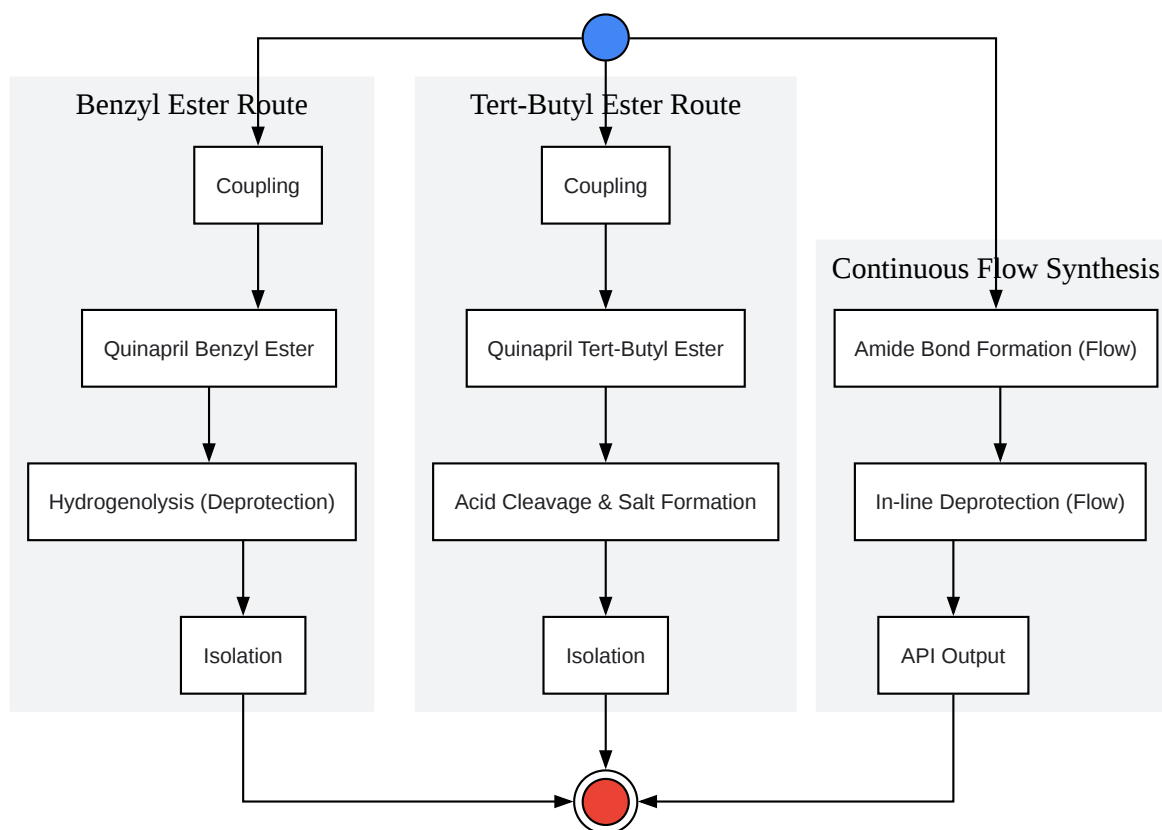 Benzyl Ester Route
Coupling
Quinapril Benzyl Ester
Hydrogenolysis (Deprotection)
Isolation
Tert-Butyl Ester Route
Coupling
Quinapril Tert-Butyl Ester
Acid Cleavage & Salt Formation
Isolation
Continuous Flow Synthesis
Amide Bond Formation (Flow)
In-line Deprotection (Flow)
API Output